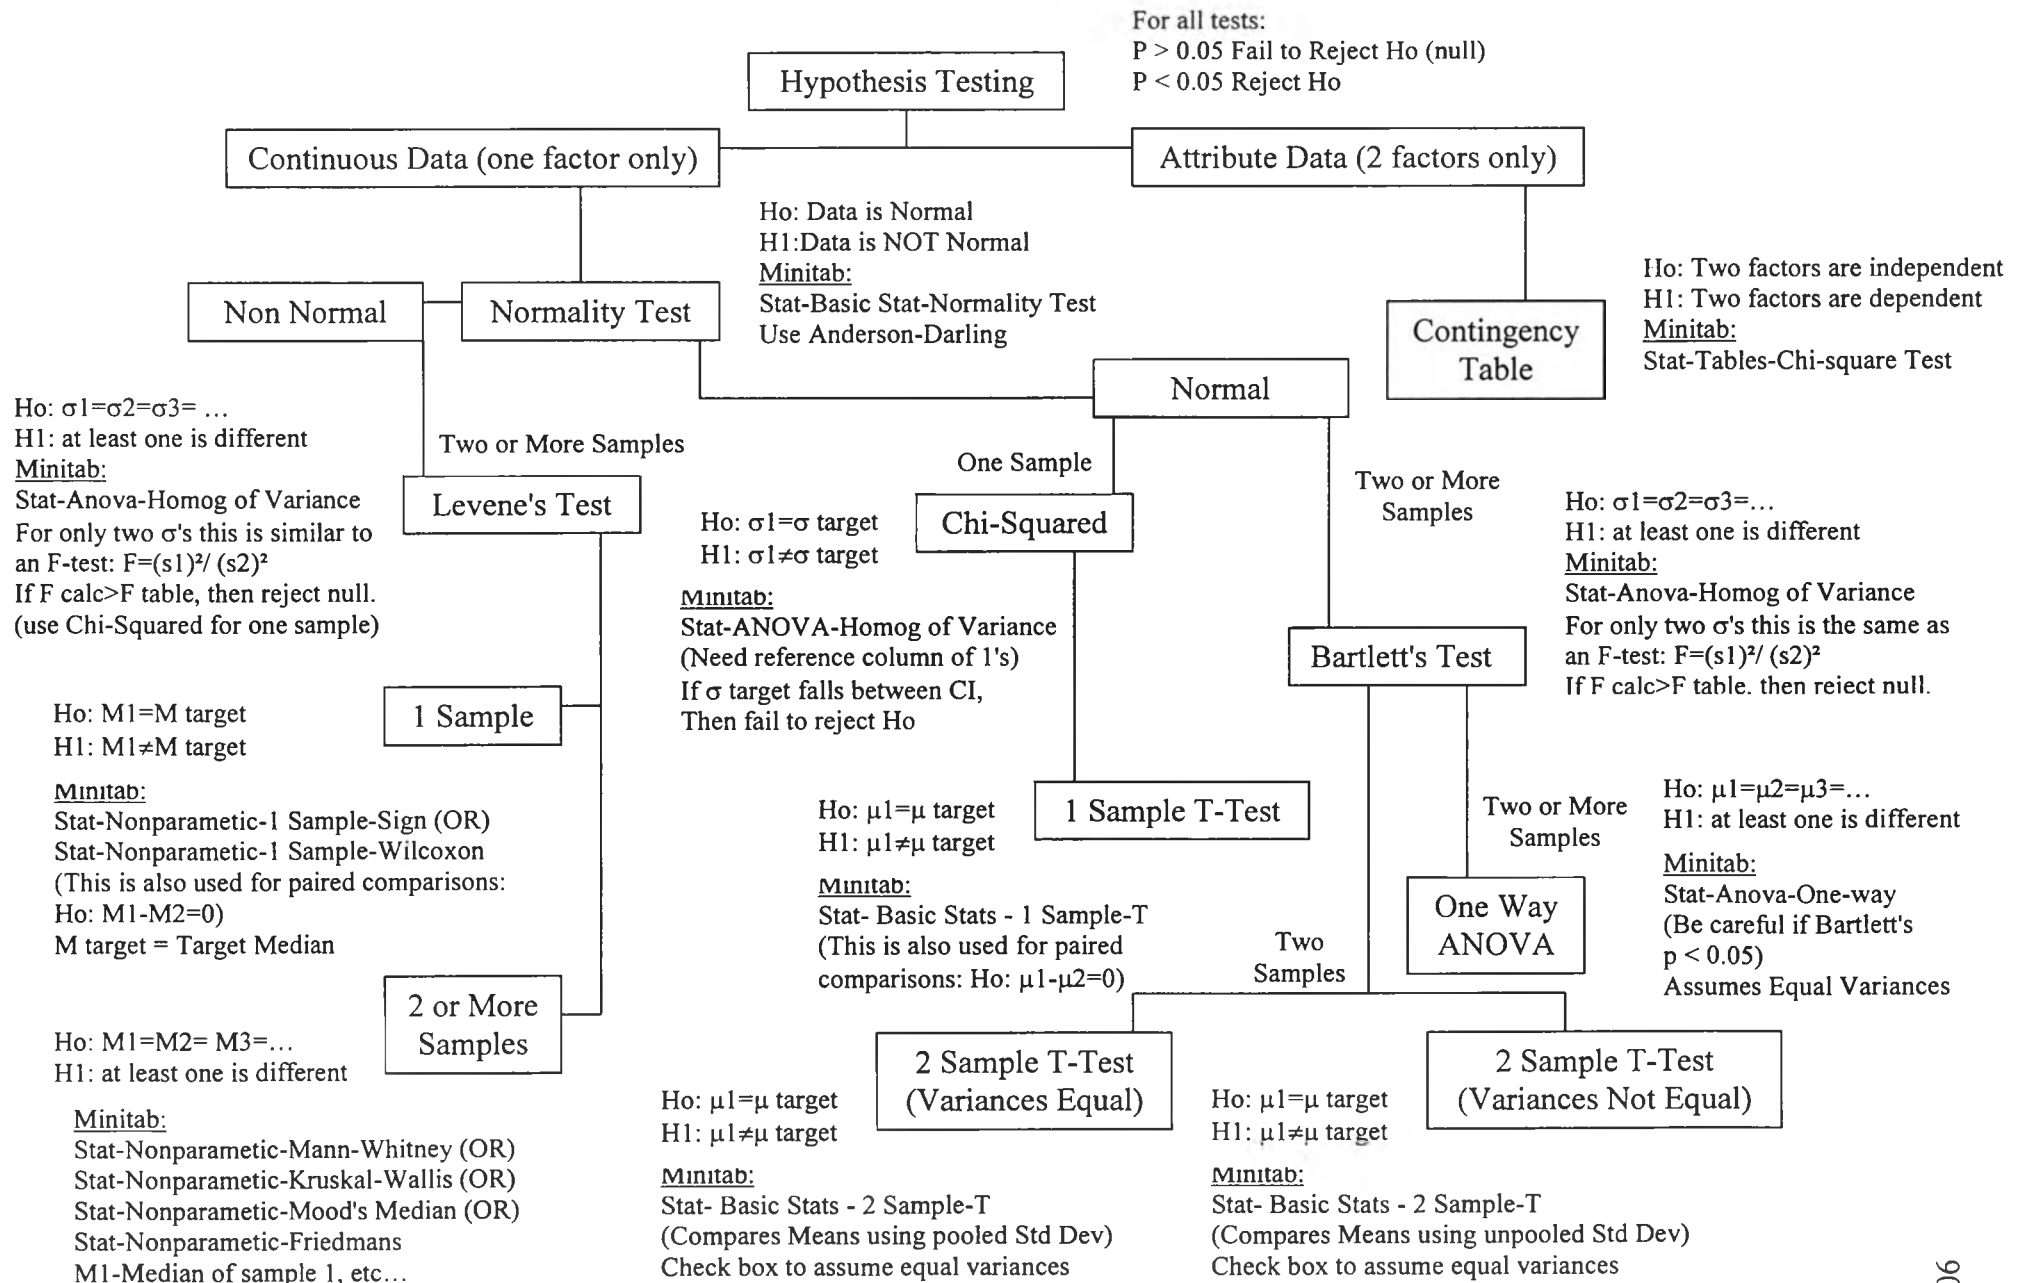 For all tests:
P > 0.05 Fail to Reject Ho (null)
P < 0.05 Reject Ho
Hypothesis Testing
Continuous Data (one factor only)
Attribute Data (2 factors only)
Ho: Data is Normal
H1:Data is NOT Normal
Minitab:
Stat-Basic Stat-Normality Test
Use Anderson-Darling
Non Normal
Normality Test
Ho: Two factors are independent
H1: Two factors are dependent
Minitab:
Stat-Tables-Chi-square Test
Contingency
Table
Normal
Ho: σ1=σ2=σ3= ...
H1: at least one is different
Minitab:
Stat-Anova-Homog of Variance
For only two σ's this is similar to
an F-test: F=(s1)²/ (s2)²
If F calc>F table, then reject null.
(use Chi-Squared for one sample)
Two or More Samples
Levene's Test
One Sample
Chi-Squared
Ho: σ1=σ target
H1: σ1≠σ target
Minitab:
Stat-ANOVA-Homog of Variance
(Need reference column of 1's)
If σ target falls between CI,
Then fail to reject Ho
Two or More
Samples
Ho: σ1=σ2=σ3=...
H1: at least one is different
Minitab:
Stat-Anova-Homog of Variance
For only two σ's this is the same as
an F-test: F=(s1)²/ (s2)²
If F calc>F table. then reject null.
Bartlett's Test
Ho: M1=M target
H1: M1≠M target
1 Sample
Minitab:
Stat-Nonparametic-1 Sample-Sign (OR)
Stat-Nonparametic-1 Sample-Wilcoxon
(This is also used for paired comparisons:
Ho: M1-M2=0)
M target = Target Median
Ho: μ1=μ target
H1: μ1≠μ target
1 Sample T-Test
Minitab:
Stat- Basic Stats - 1 Sample-T
(This is also used for paired
comparisons: Ho: μ1-μ2=0)
Two or More
Samples
Ho: μ1=μ2=μ3=...
H1: at least one is different
Minitab:
Stat-Anova-One-way
(Be careful if Bartlett's
p < 0.05)
Assumes Equal Variances
One Way
ANOVA
Two
Samples
2 or More
Samples
Ho: M1=M2= M3=...
H1: at least one is different
Minitab:
Stat-Nonparametic-Mann-Whitney (OR)
Stat-Nonparametic-Kruskal-Wallis (OR)
Stat-Nonparametic-Mood's Median (OR)
Stat-Nonparametic-Friedmans
M1-Median of sample 1, etc...
2 Sample T-Test
(Variances Equal)
Ho: μ1=μ target
H1: μ1≠μ target
Minitab:
Stat- Basic Stats - 2 Sample-T
(Compares Means using pooled Std Dev)
Check box to assume equal variances
2 Sample T-Test
(Variances Not Equal)
Ho: μ1=μ target
H1: μ1≠μ target
Minitab:
Stat- Basic Stats - 2 Sample-T
(Compares Means using unpooled Std Dev)
Check box to assume equal variances